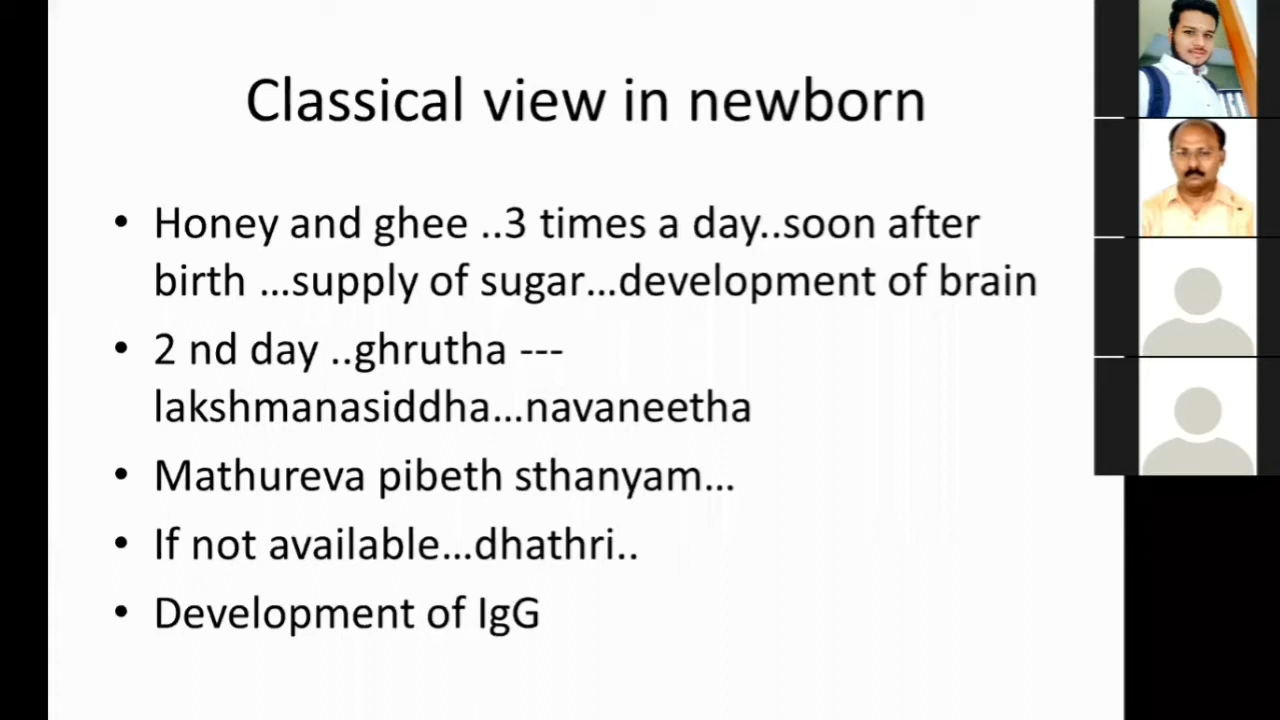 Classical view in newborn
• Honey and ghee ..3 times a day..soon after
birth ...supply of sugar...development of brain
• 2 nd day ..ghrutha ---
lakshmanasiddha...navaneetha
• Mathureva pibeth sthanyam...
• If not available...dhathri..
• Development of IgG